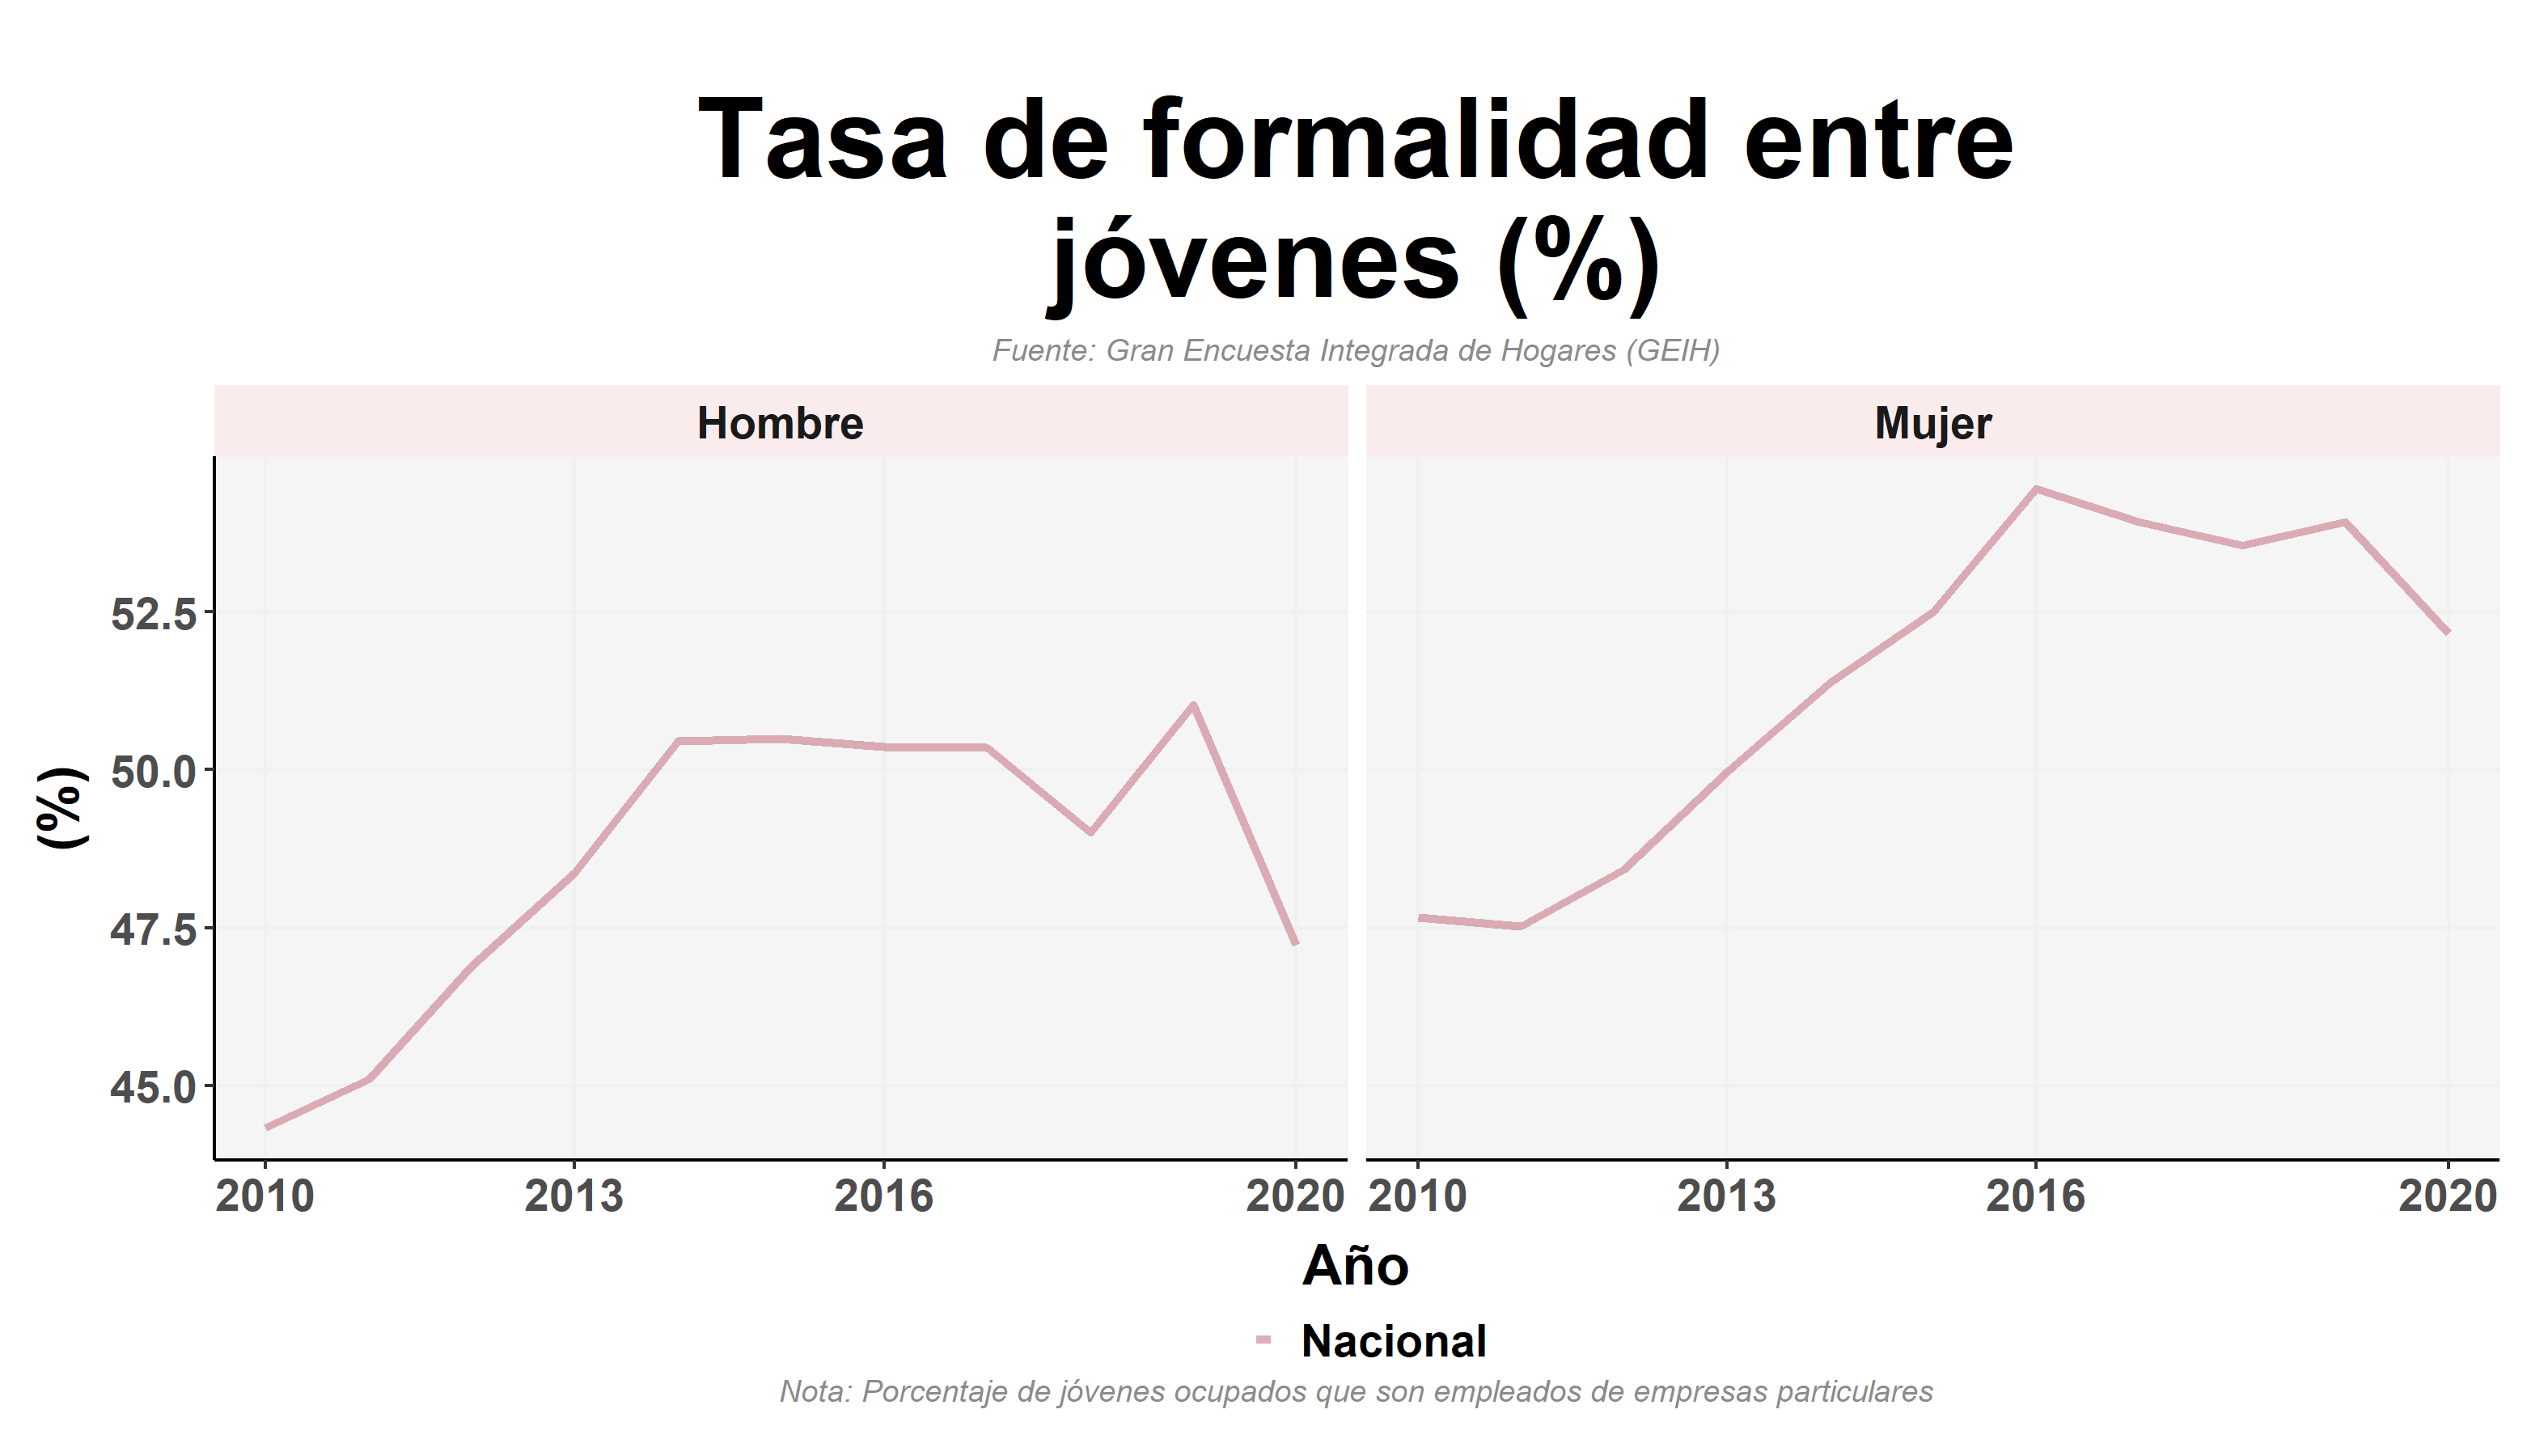 Tasa de formalidad entre
jóvenes (%)
Fuente: Gran Encuesta Integrada de Hogares (GEIH)
Hombre
Mujer
(%)
52.5
50.0
47.5
45.0
2010 2013 2016 2020 2010 2013 2016 2020
Año
Nacional
Nota: Porcentaje de jóvenes ocupados que son empleados de empresas particulares